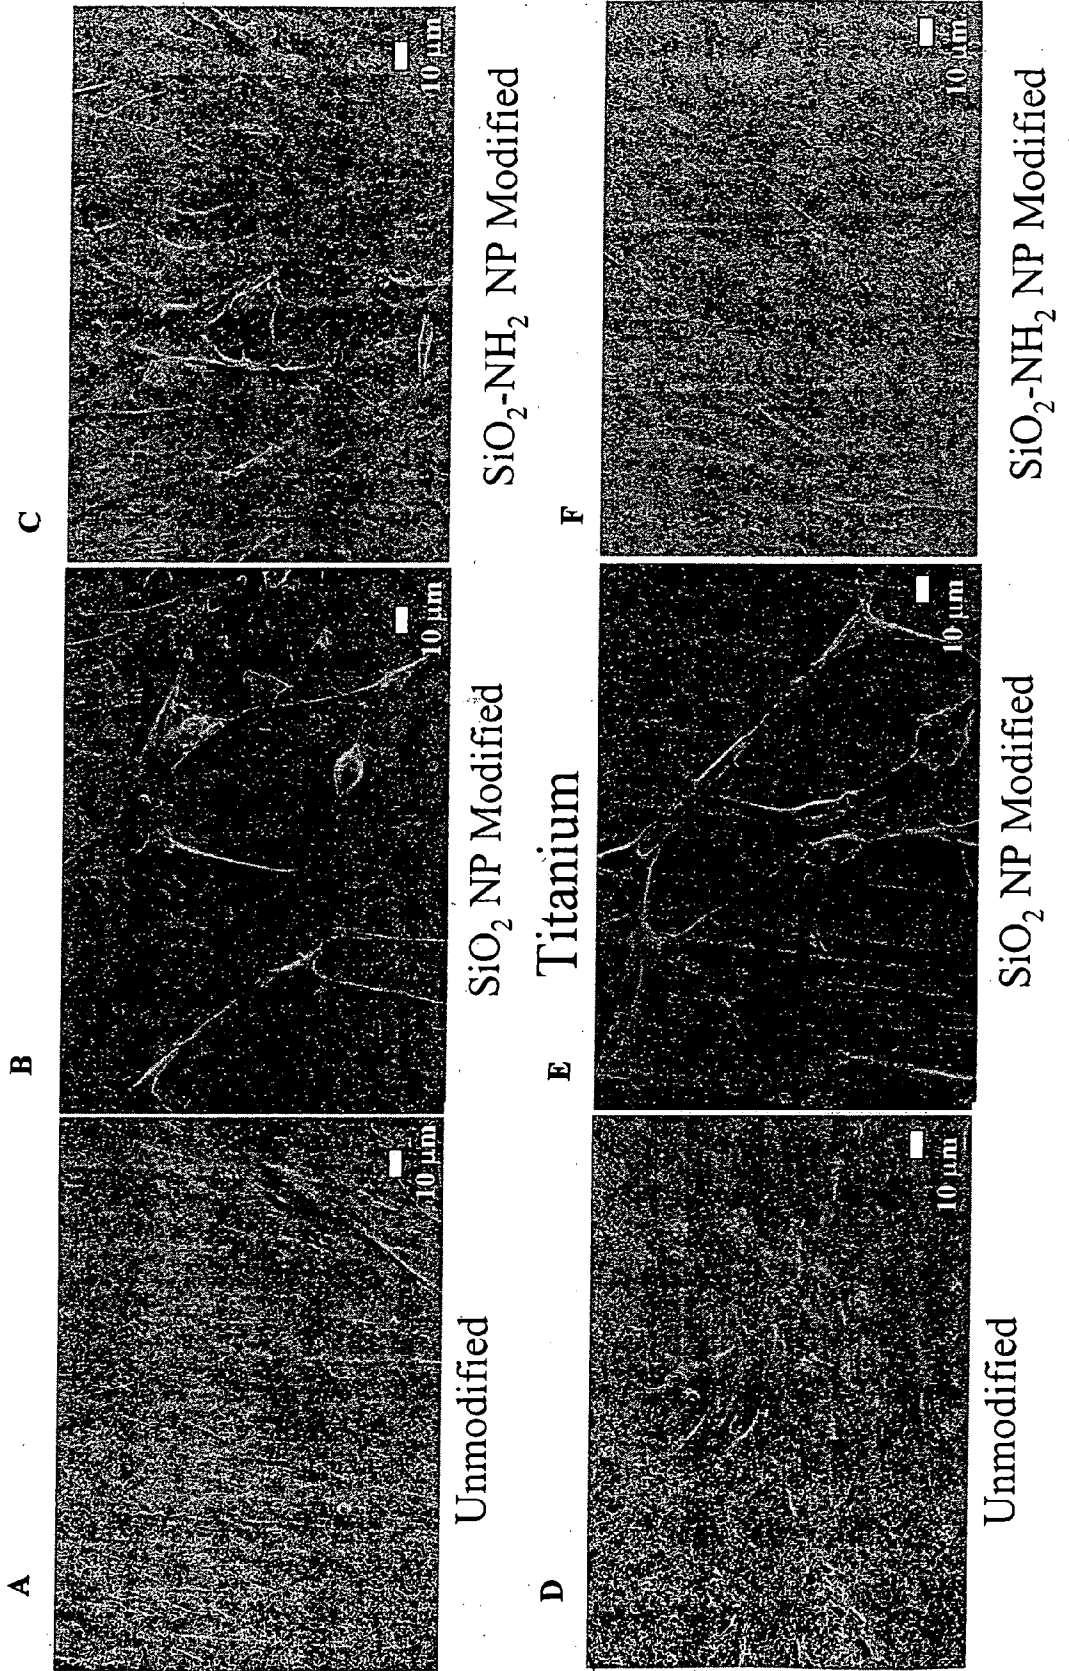 A
B
C
10 μm
10 μm
10 μm
Unmodified
SiO₂ NP Modified
SiO₂-NH₂ NP Modified
Titanium
D
E
F
10 μm
10 μm
10 μm
Unmodified
SiO₂ NP Modified
SiO₂-NH₂ NP Modified